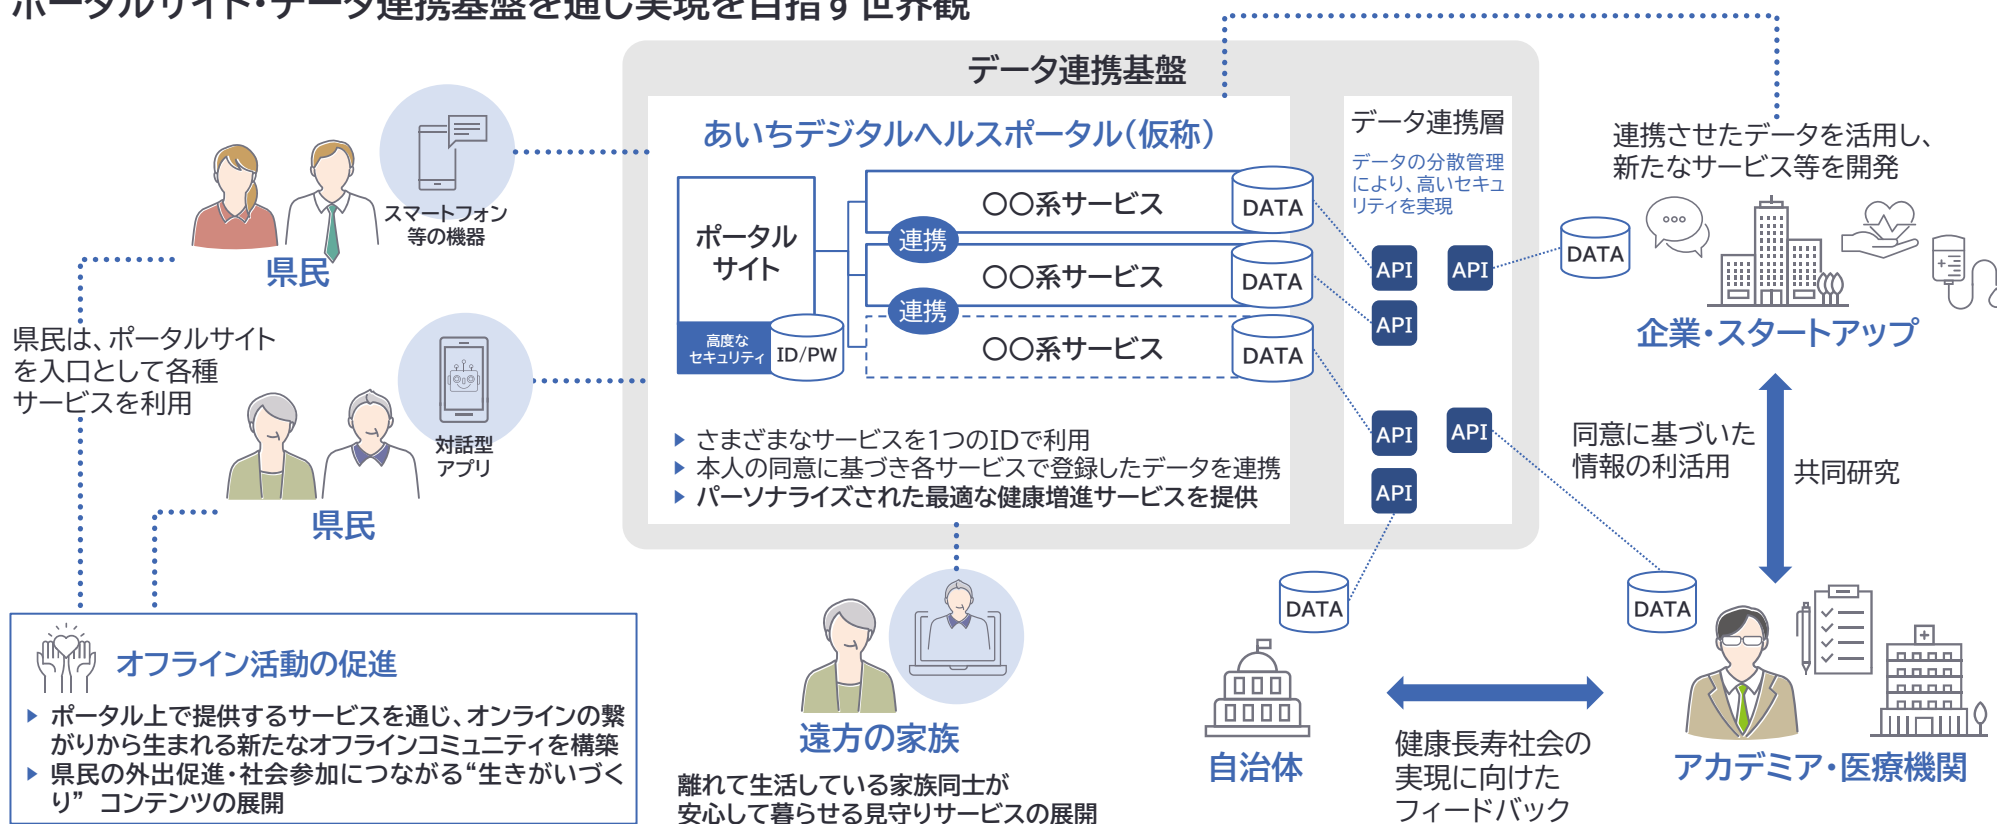 ポータルサイト・データ連携基盤を通じ実現を目指す世界観
データ連携基盤
あいちデジタルヘルスポータル（仮称）
ポータル
サイト
高度な
セキュリティ
ID/PW
〇〇系サービス
DATA
連携
〇〇系サービス
DATA
連携
〇〇系サービス
DATA
▶ さまざまなサービスを1つのIDで利用
▶ 本人の同意に基づき各サービスで登録したデータを連携
▶ パーソナライズされた最適な健康増進サービスを提供
データ連携層
データの分散管理
により、高いセキュ
リティを実現
API
API
API
API
API
API
スマートフォン
等の機器
県民
県民は、ポータルサイト
を入口として各種
サービスを利用
対話型
アプリ
県民
連携させたデータを活用し、
新たなサービス等を開発
DATA
企業・スタートアップ
同意に基づいた
情報の利活用
共同研究
オフライン活動の促進
▶ ポータル上で提供するサービスを通じ、オンラインの繋
がりから生まれる新たなオフラインコミュニティを構築
▶ 県民の外出促進・社会参加につながる“生きがいづく
り” コンテンツの展開
遠方の家族
離れて生活している家族同士が
安心して暮らせる見守りサービスの展開
DATA
自治体
健康長寿社会の
実現に向けた
フィードバック
DATA
アカデミア・医療機関